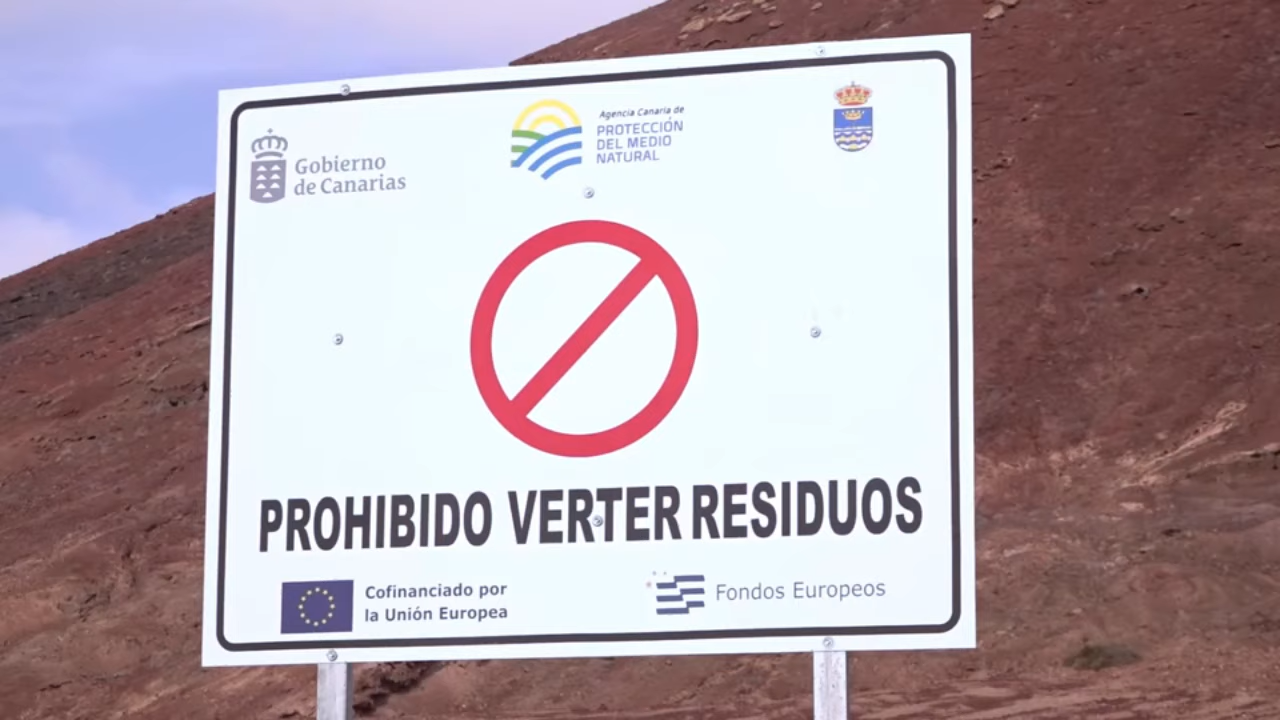 Gobierno
de Canarias
Agencia Canaria de
PROTECCIÓN
DEL MEDIO
NATURAL
PROHIBIDO VERTER RESIDUOS
Cofinanciado por
la Unión Europea
Fondos Europeos